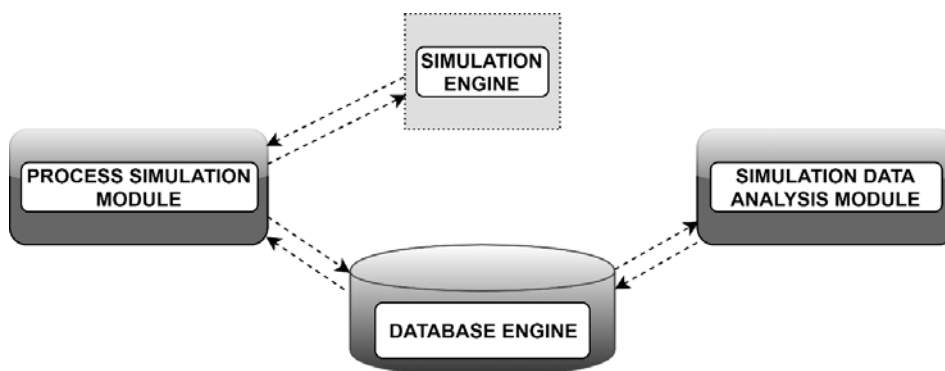 SIMULATION
ENGINE
PROCESS SIMULATION
MODULE
SIMULATION DATA
ANALYSIS MODULE
DATABASE ENGINE